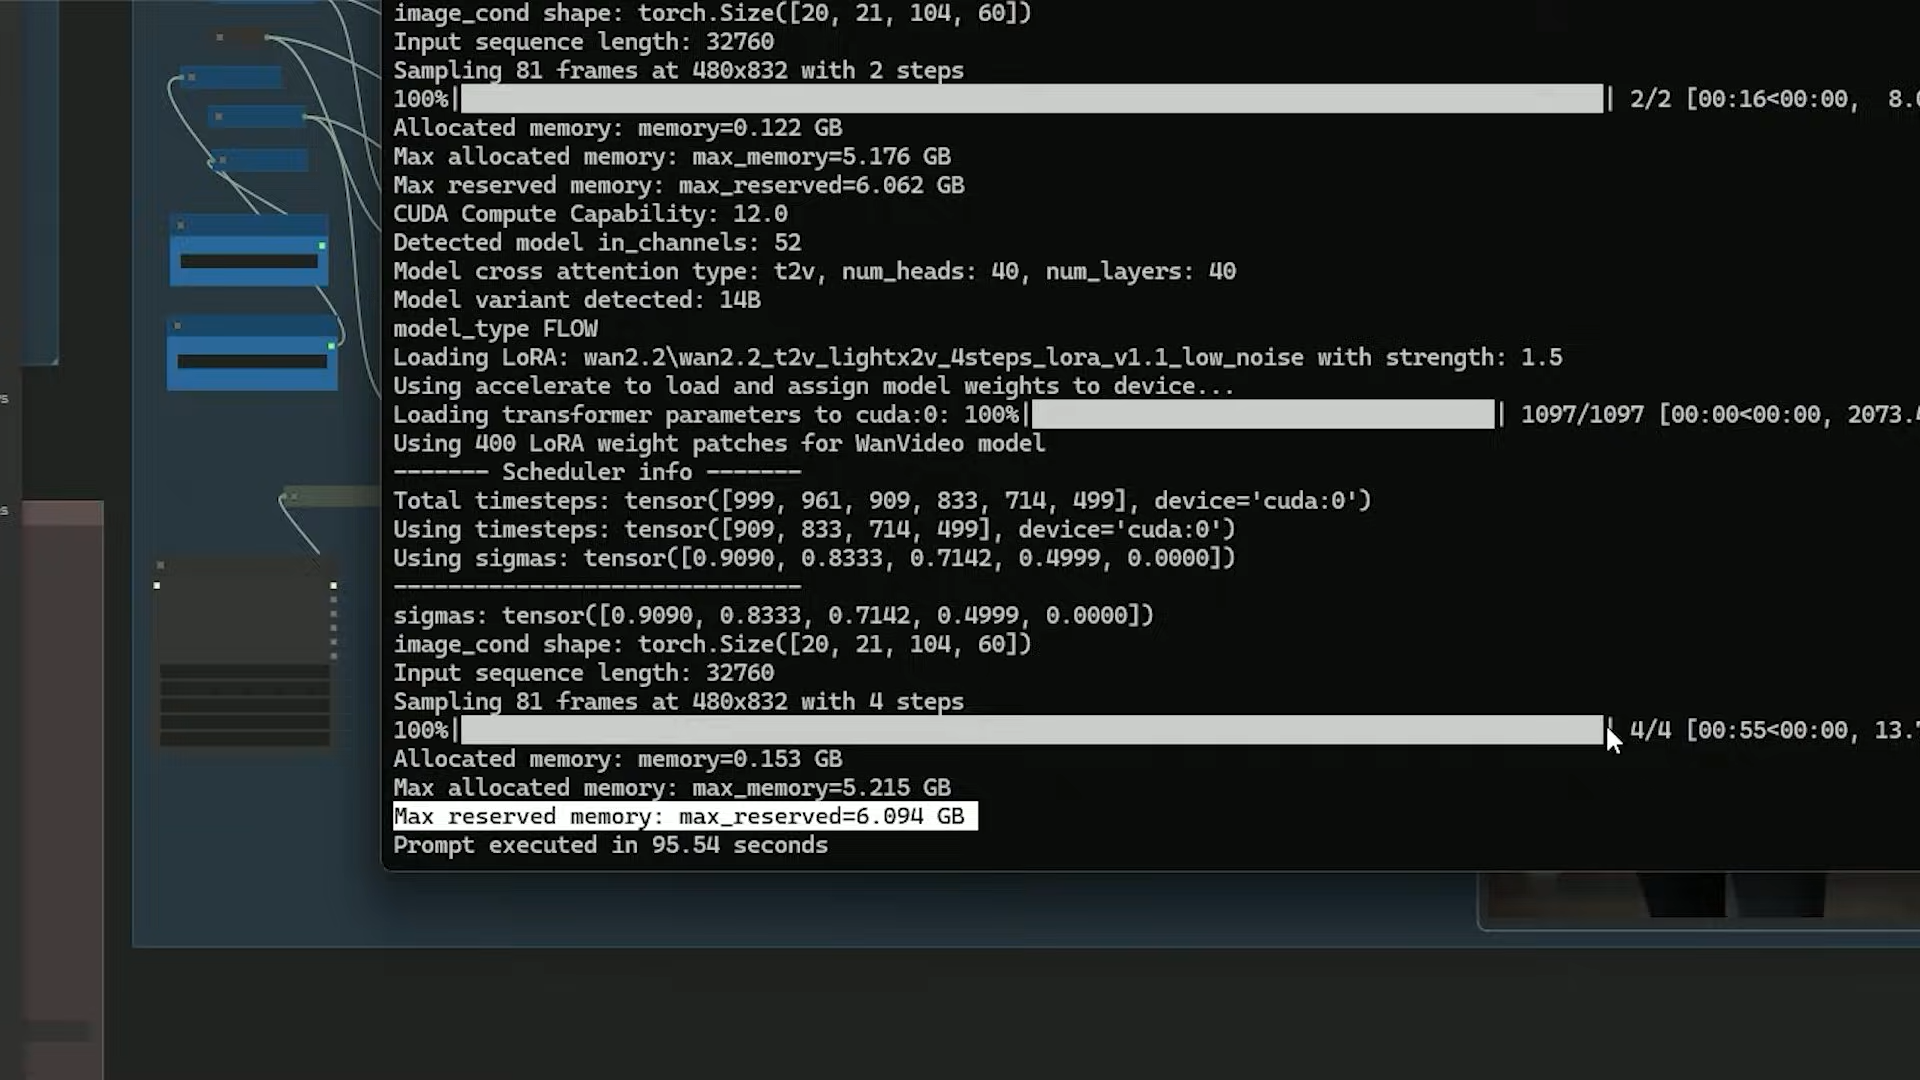 image_cond shape: torch.Size([20, 21, 104, 60])
Input sequence length: 32760
Sampling 81 frames at 480x832 with 2 steps
100%| | 2/2 [00:16<00:00, 8.0
Allocated memory: memory=0.122 GB
Max allocated memory: max_memory=5.176 GB
Max reserved memory: max_reserved=6.062 GB
CUDA Compute Capability: 12.0
Detected model in_channels: 52
Model cross attention type: t2v, num_heads: 40, num_layers: 40
Model variant detected: 14B
model_type FLOW
Loading LoRA: wan2.2\wan2.2_t2v_lightx2v_4steps_lora_v1.1_low_noise with strength: 1.5
Using accelerate to load and assign model weights to device...
Loading transformer parameters to cuda:0: 100%| | 1097/1097 [00:00<00:00, 2073.4
Using 400 LoRA weight patches for WanVideo model
------- Scheduler info -------
Total timesteps: tensor([999, 961, 909, 833, 714, 499], device='cuda:0')
Using timesteps: tensor([909, 833, 714, 499], device='cuda:0')
Using sigmas: tensor([0.9090, 0.8333, 0.7142, 0.4999, 0.0000])
------------------------------
sigmas: tensor([0.9090, 0.8333, 0.7142, 0.4999, 0.0000])
image_cond shape: torch.Size([20, 21, 104, 60])
Input sequence length: 32760
Sampling 81 frames at 480x832 with 4 steps
100%| | 4/4 [00:55<00:00, 13.7
Allocated memory: memory=0.153 GB
Max allocated memory: max_memory=5.215 GB
Max reserved memory: max_reserved=6.094 GB
Prompt executed in 95.54 seconds